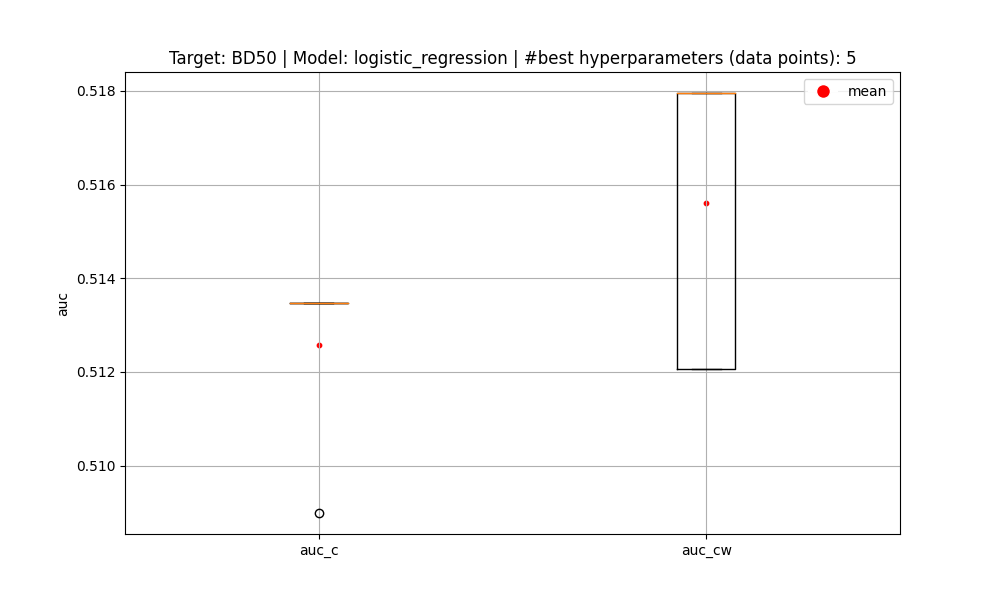 Target: BD50 | Model: logistic_regression | #best hyperparameters (data points): 5
mean
0.518
0.516
0.514
0.512
0.510
auc
auc_c
auc_cw